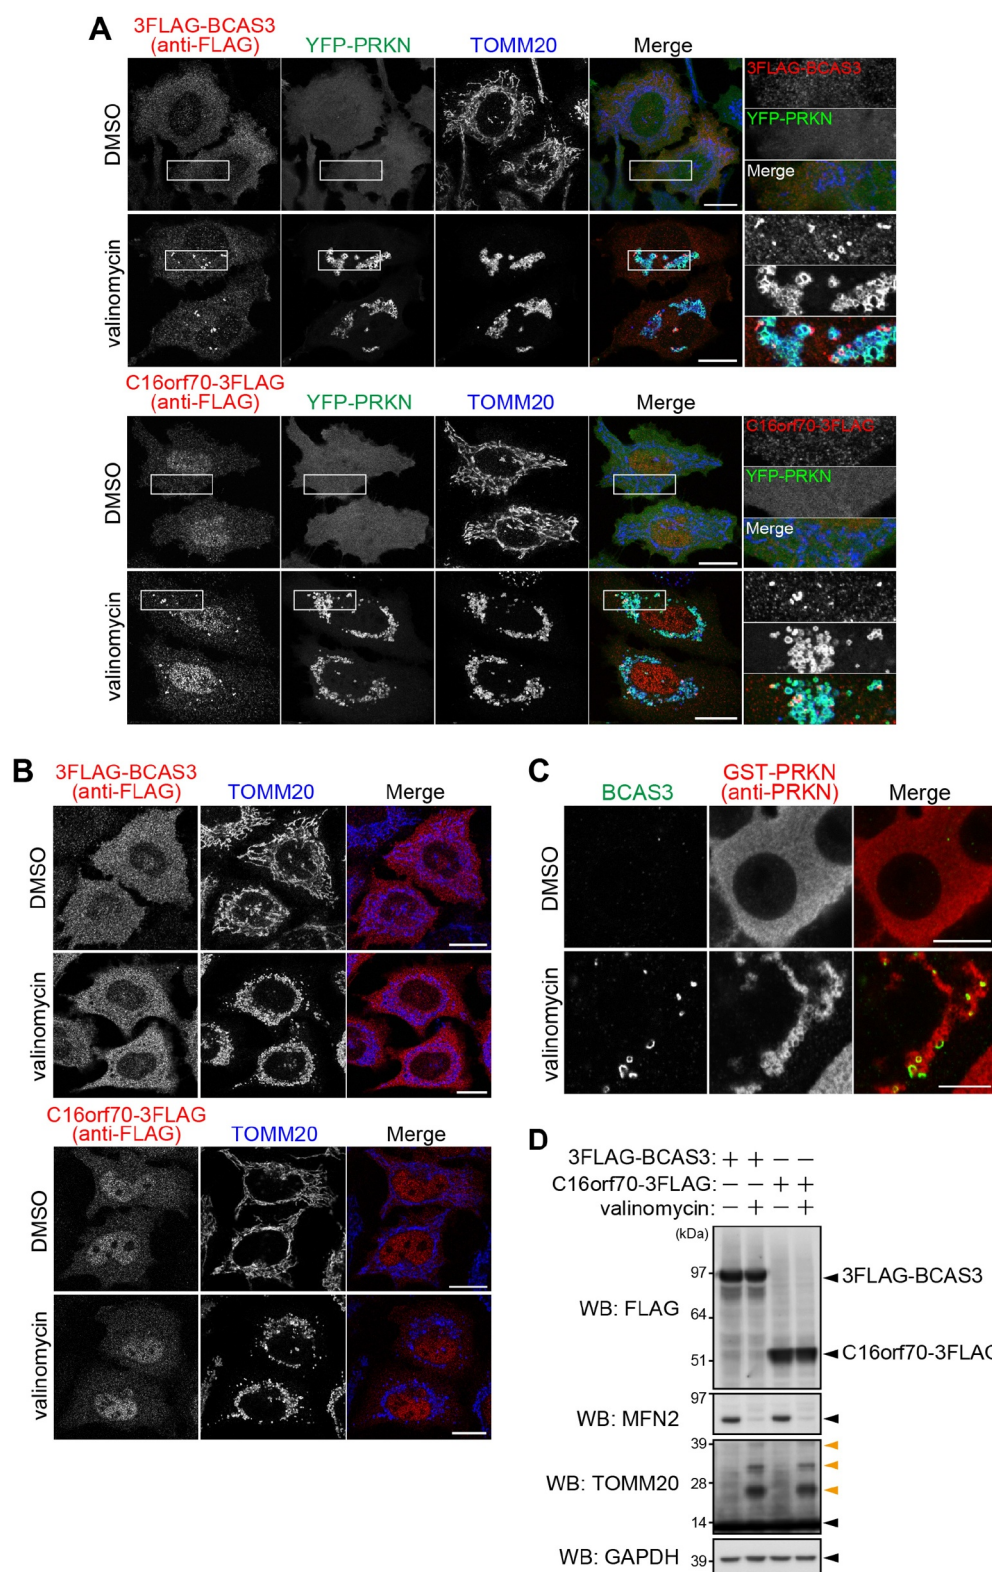 A
3FLAG-BCAS3
(anti-FLAG) YFP-PRKN TOMM20 Merge
DMSO
3FLAG-BCAS3
YFP-PRKN
Merge
valinomycin
C16orf70-3FLAG
(anti-FLAG) YFP-PRKN TOMM20 Merge
DMSO
C16orf70-3FLAG
YFP-PRKN
Merge
valinomycin
B
3FLAG-BCAS3
(anti-FLAG) TOMM20 Merge
DMSO
valinomycin
C16orf70-3FLAG
(anti-FLAG) TOMM20 Merge
DMSO
valinomycin
C
BCAS3 GST-PRKN
(anti-PRKN) Merge
DMSO
valinomycin
D
3FLAG-BCAS3: + + − −
C16orf70-3FLAG: − − + +
valinomycin: − + − +
(kDa)
97
3FLAG-BCAS3
WB: FLAG
64
51
C16orf70-3FLAG
97
WB: MFN2
39
WB: TOMM20
28
14
WB: GAPDH
39